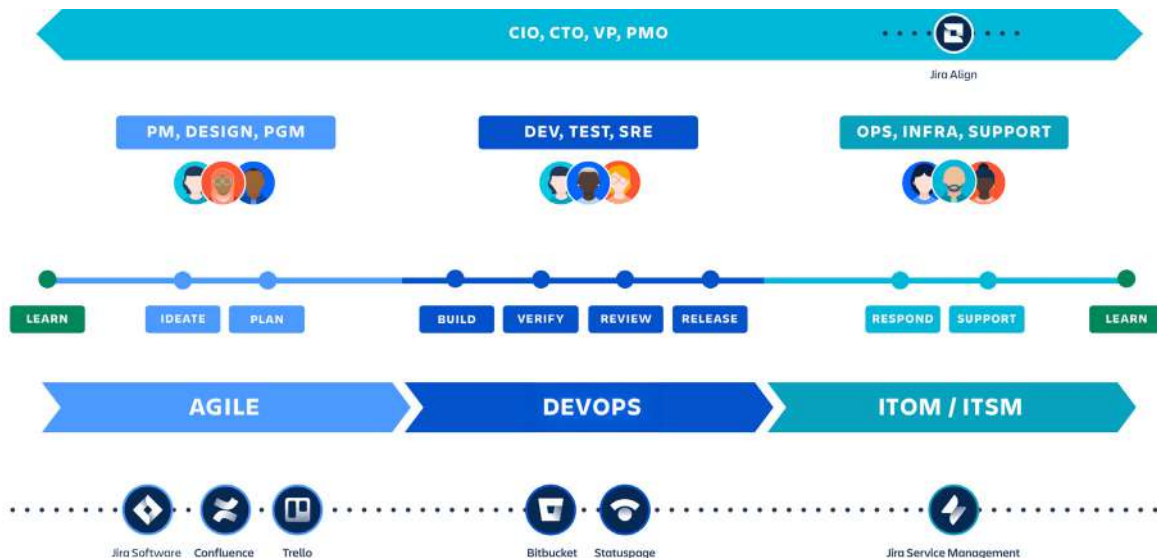 CIO, CTO, VP, PMO
Jira Align
PM, DESIGN, PGM
DEV, TEST, SRE
OPS, INFRA, SUPPORT
LEARN
IDEATE
PLAN
BUILD
VERIFY
REVIEW
RELEASE
RESPOND
SUPPORT
LEARN
AGILE
DEVOPS
ITOM / ITSM
Jira Software
Confluence
Trello
Bitbucket
Statuspage
Jira Service Management